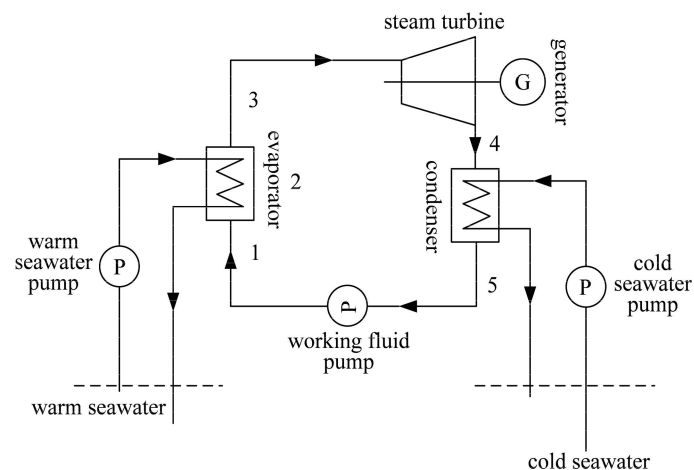 steam turbine
G
generator
3
4
evaporator
2
condenser
warm
seawater
pump
P
1
5
P
cold
seawater
pump
P
working fluid
pump
warm seawater
cold seawater